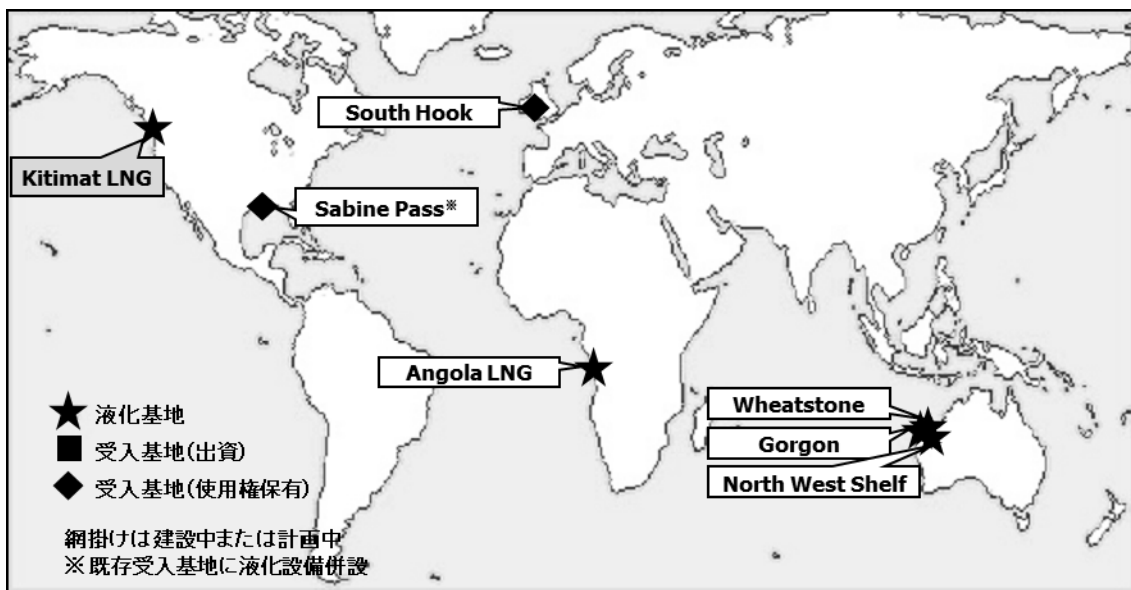 South Hook
Kitimat LNG
Sabine Pass※
Angola LNG
Wheatstone
Gorgon
North West Shelf
液化基地
受入基地(出資)
受入基地(使用権保有)
網掛けは建設中または計画中
※既存受入基地に液化設備併設